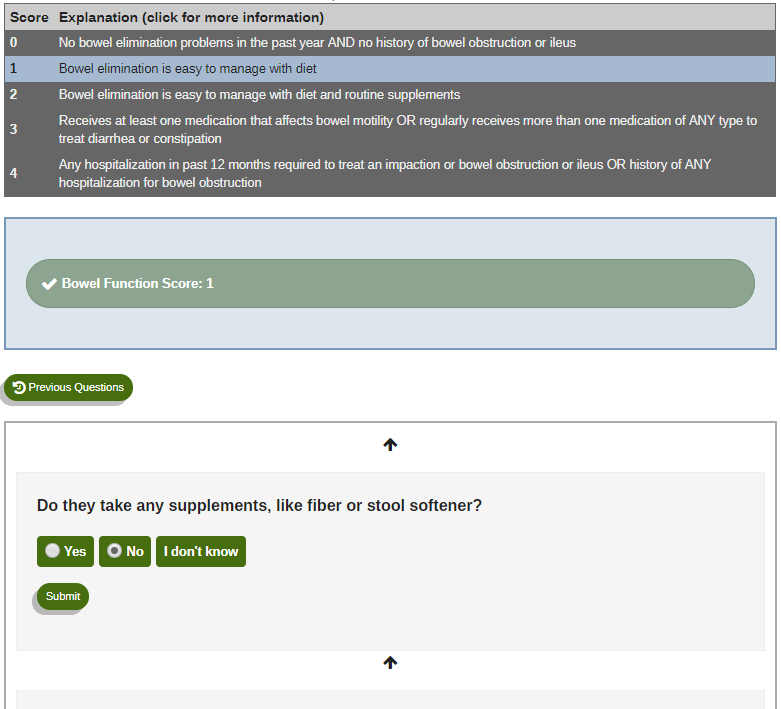 Score Explanation (click for more information)
0 No bowel elimination problems in the past year AND no history of bowel obstruction or ileus
1 Bowel elimination is easy to manage with diet
2 Bowel elimination is easy to manage with diet and routine supplements
3 Receives at least one medication that affects bowel motility OR regularly receives more than one medication of ANY type to
treat diarrhea or constipation
4 Any hospitalization in past 12 months required to treat an impaction or bowel obstruction or ileus OR history of ANY
hospitalization for bowel obstruction
Bowel Function Score: 1
Previous Questions
Do they take any supplements, like fiber or stool softener?
Yes No I don't know
Submit